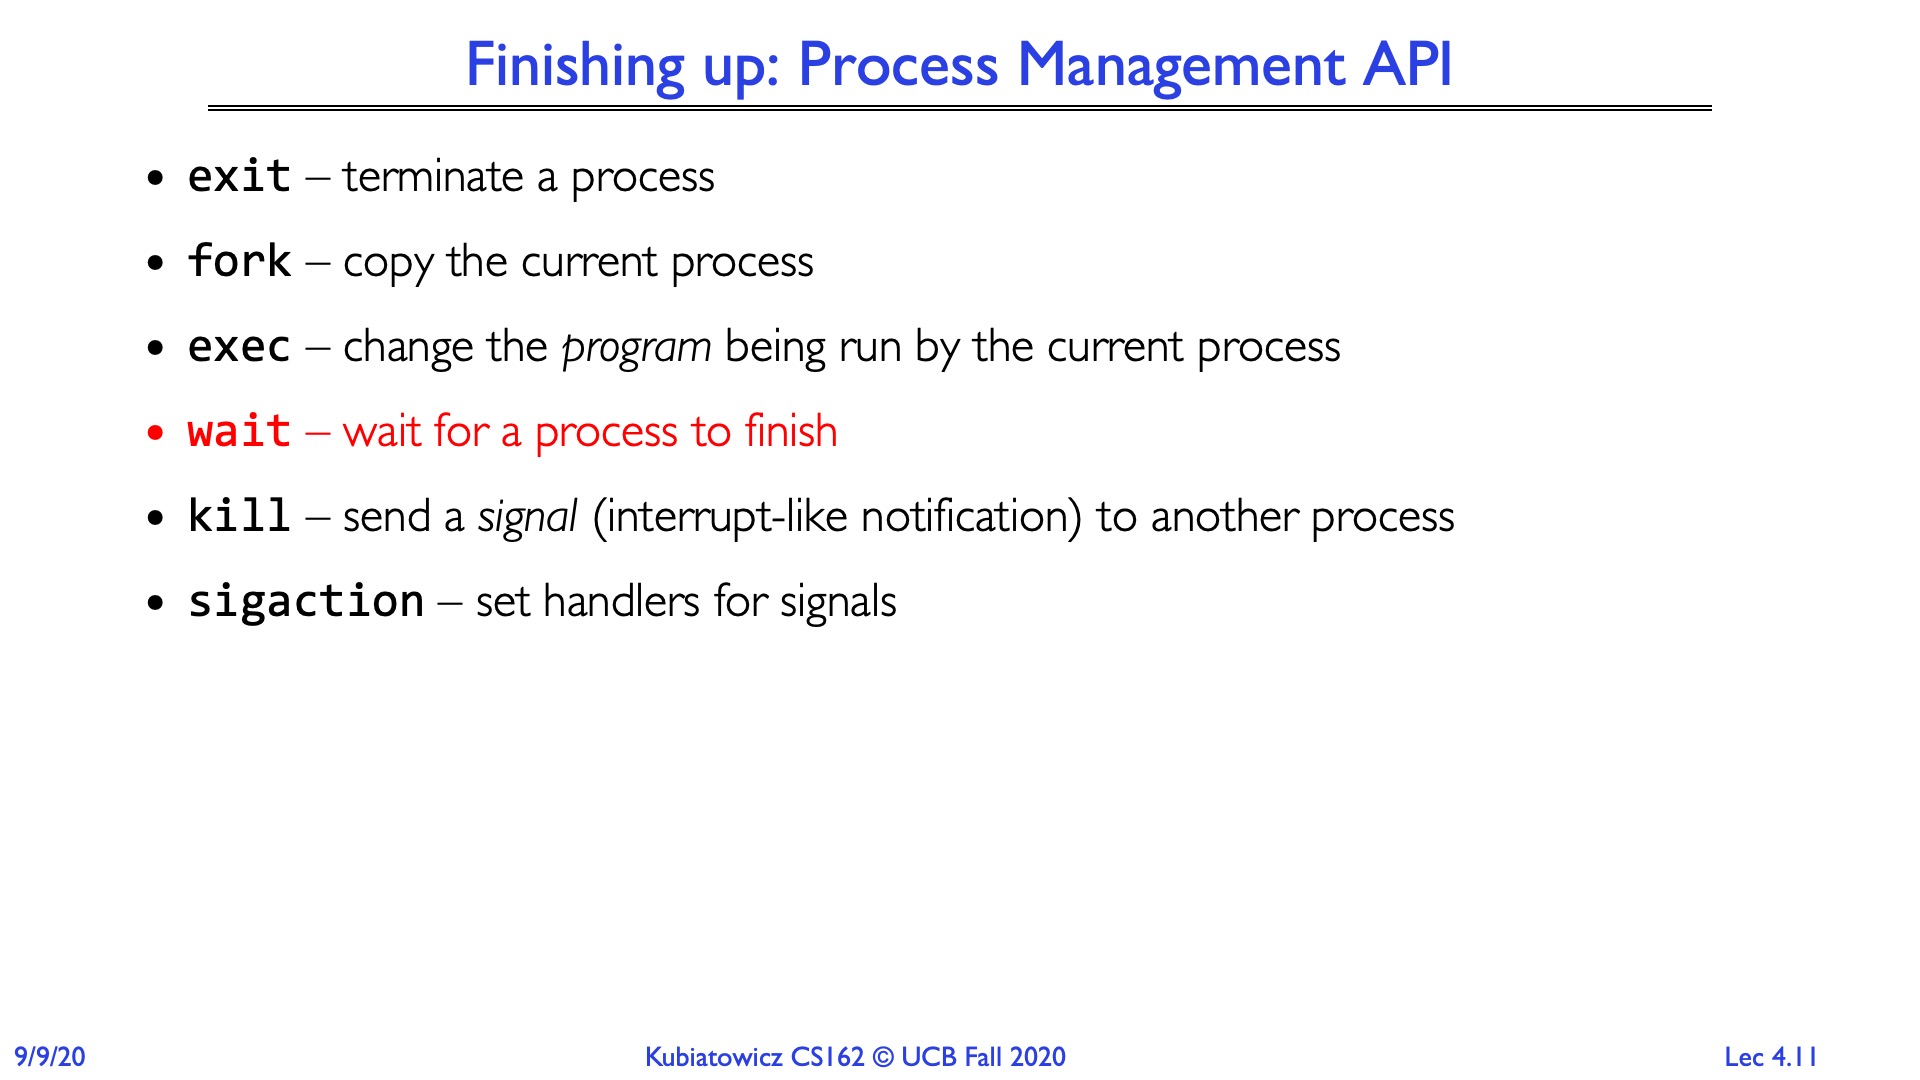 Finishing up: Process Management API
• exit – terminate a process
• fork – copy the current process
• exec – change the program being run by the current process
• wait – wait for a process to finish
• kill – send a signal (interrupt-like notification) to another process
• sigaction – set handlers for signals
9/9/20
Kubiatowicz CS162 © UCB Fall 2020
Lec 4.11